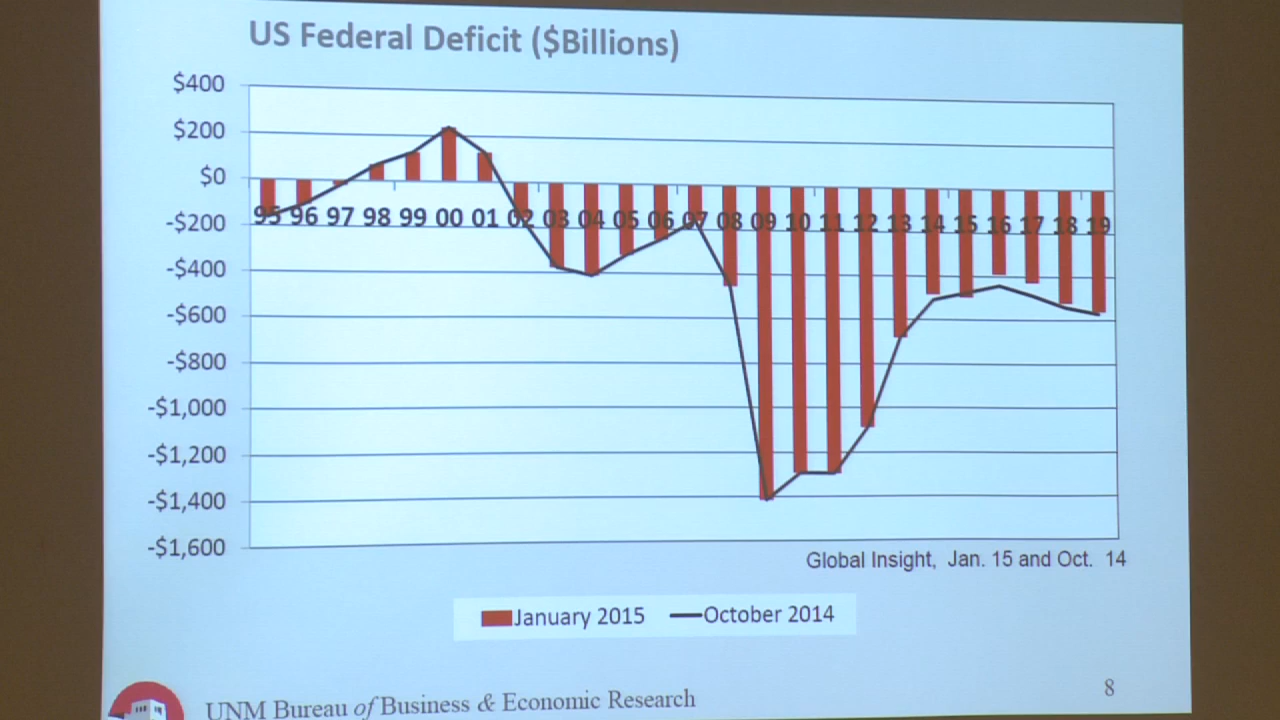 US Federal Deficit ($Billions)
$400
$200
$0
-$200
-$400
-$600
-$800
-$1,000
-$1,200
-$1,400
-$1,600
95 96 97 98 99 00 01 02 03 04 05 06 07 08 09 10 11 12 13 14 15 16 17 18 19
Global Insight, Jan. 15 and Oct. 14
January 2015 October 2014
UNM Bureau of Business & Economic Research
8